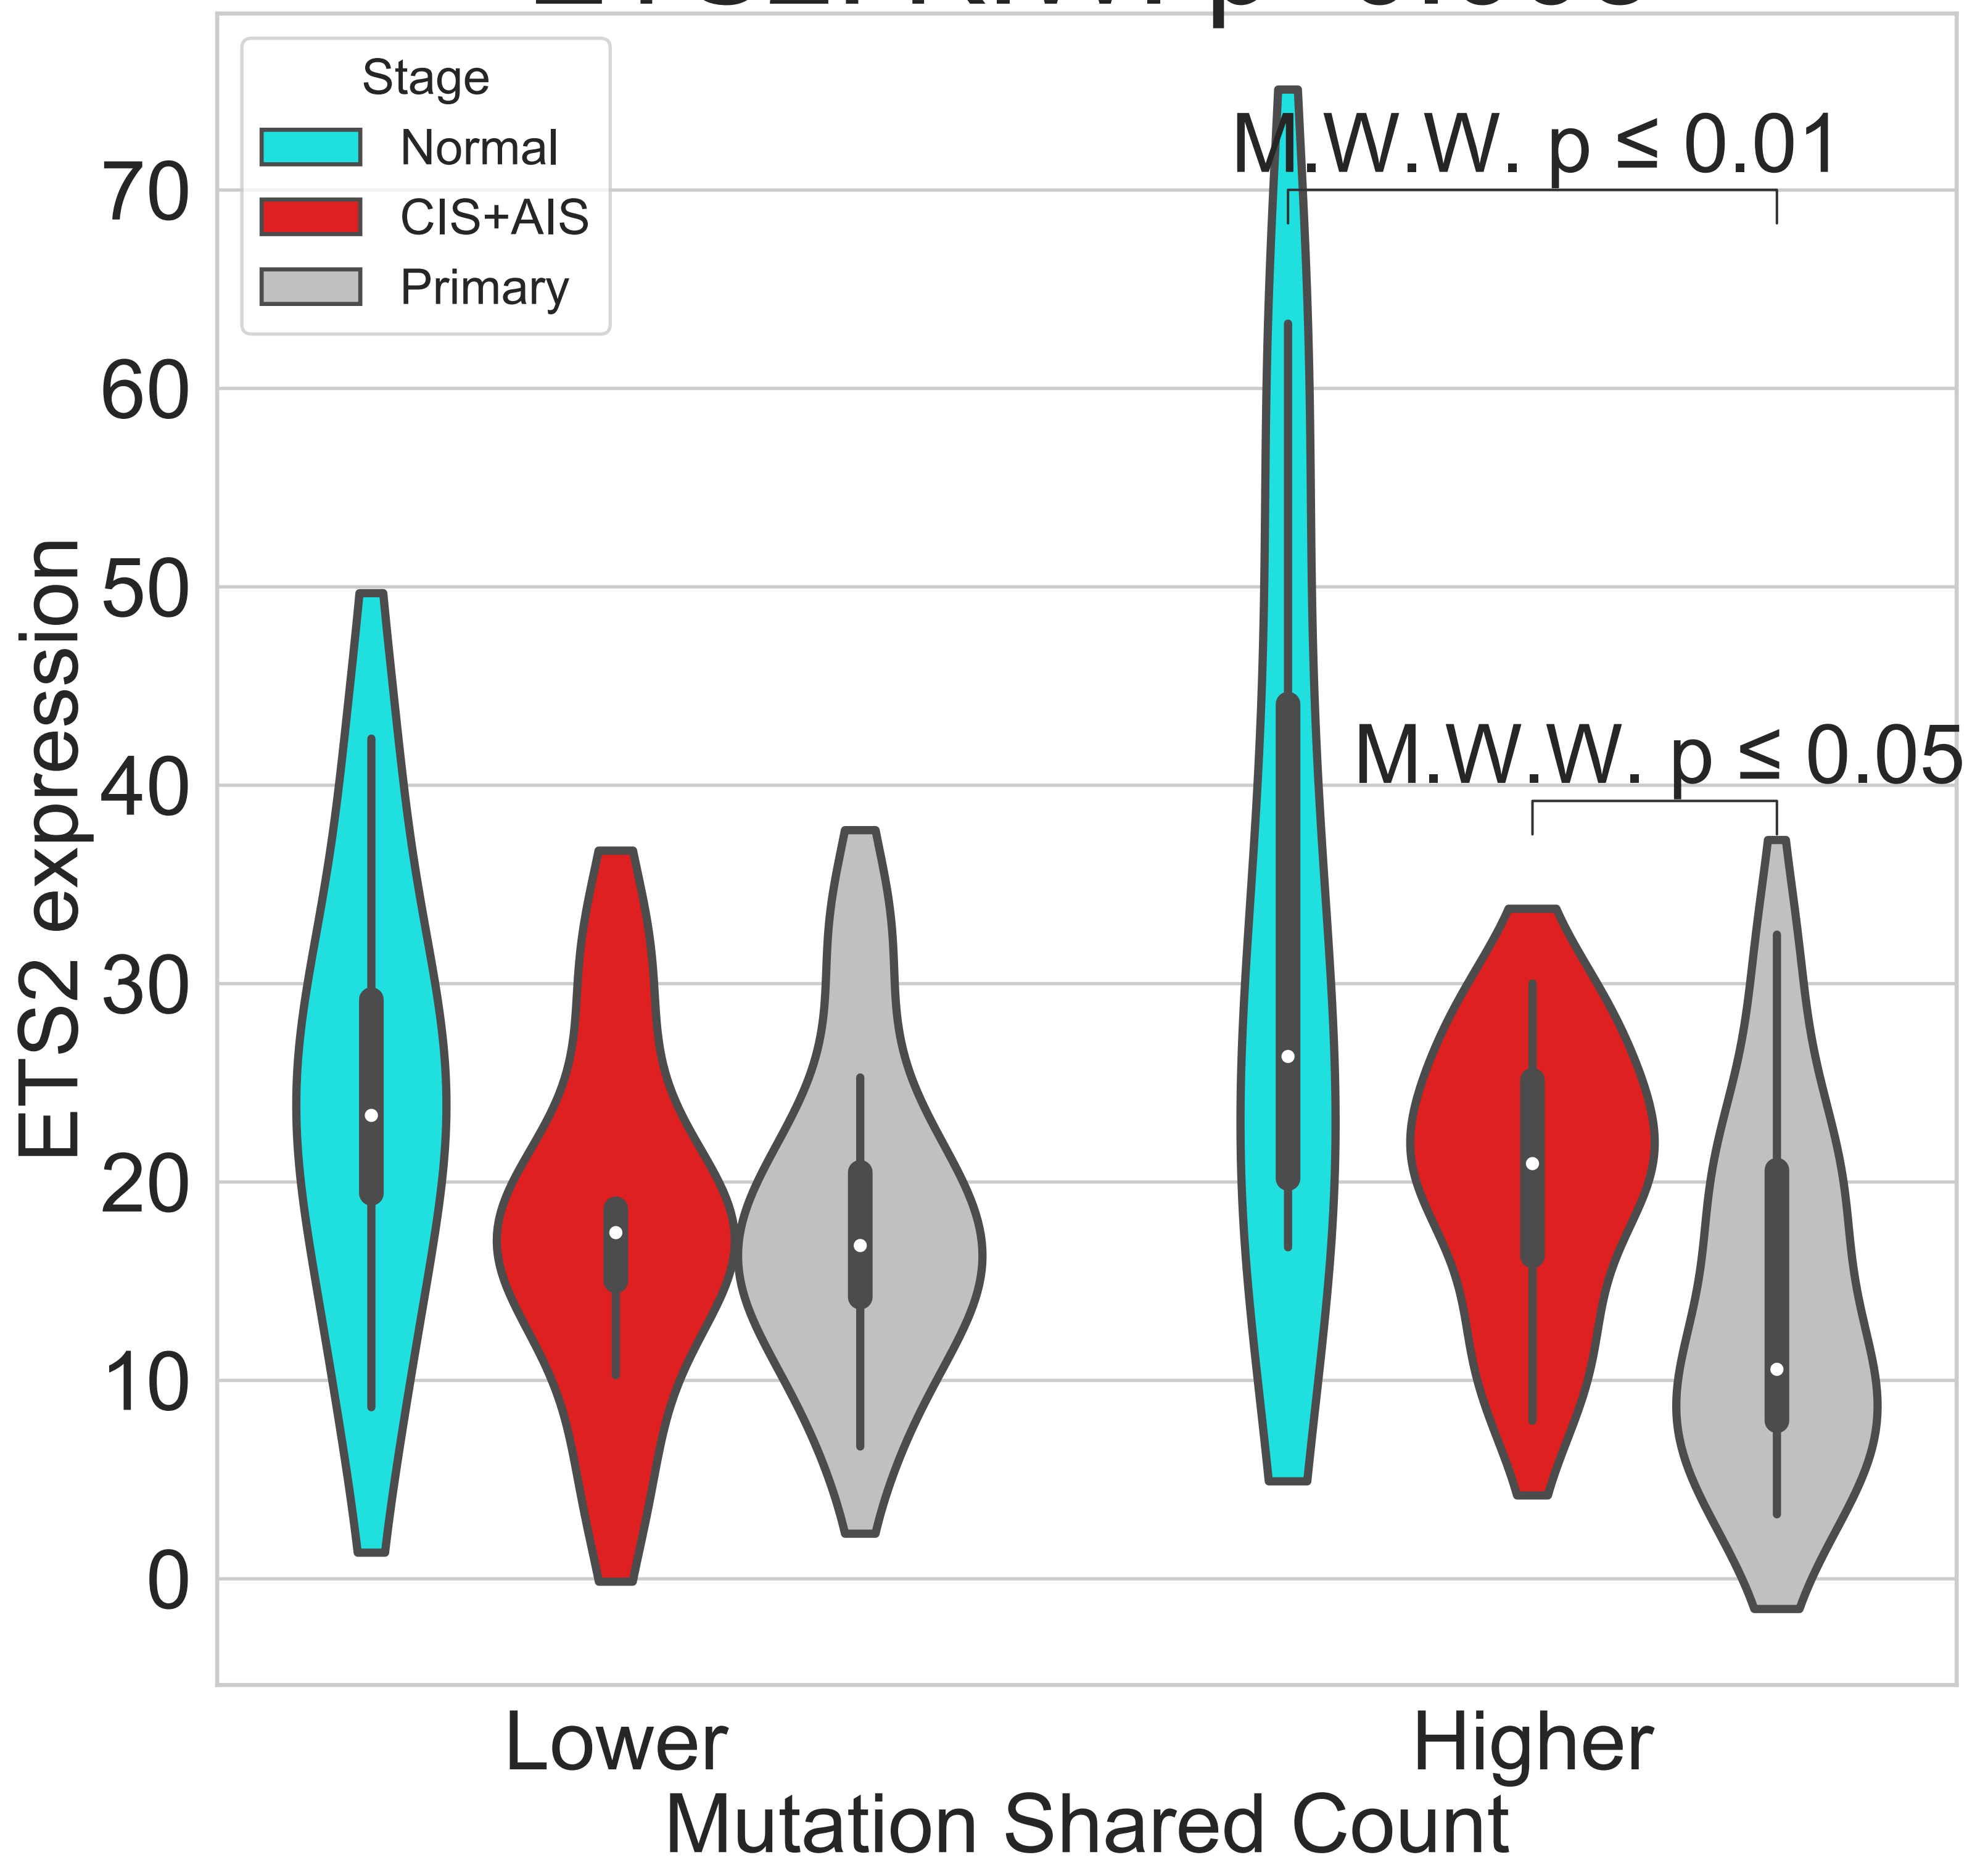 Stage
Normal
CIS+AIS
Primary
M.W.W. p ≤ 0.01
M.W.W. p ≤ 0.05
70
60
50
40
30
20
10
0
ETS2 expression
Lower
Higher
Mutation Shared Count